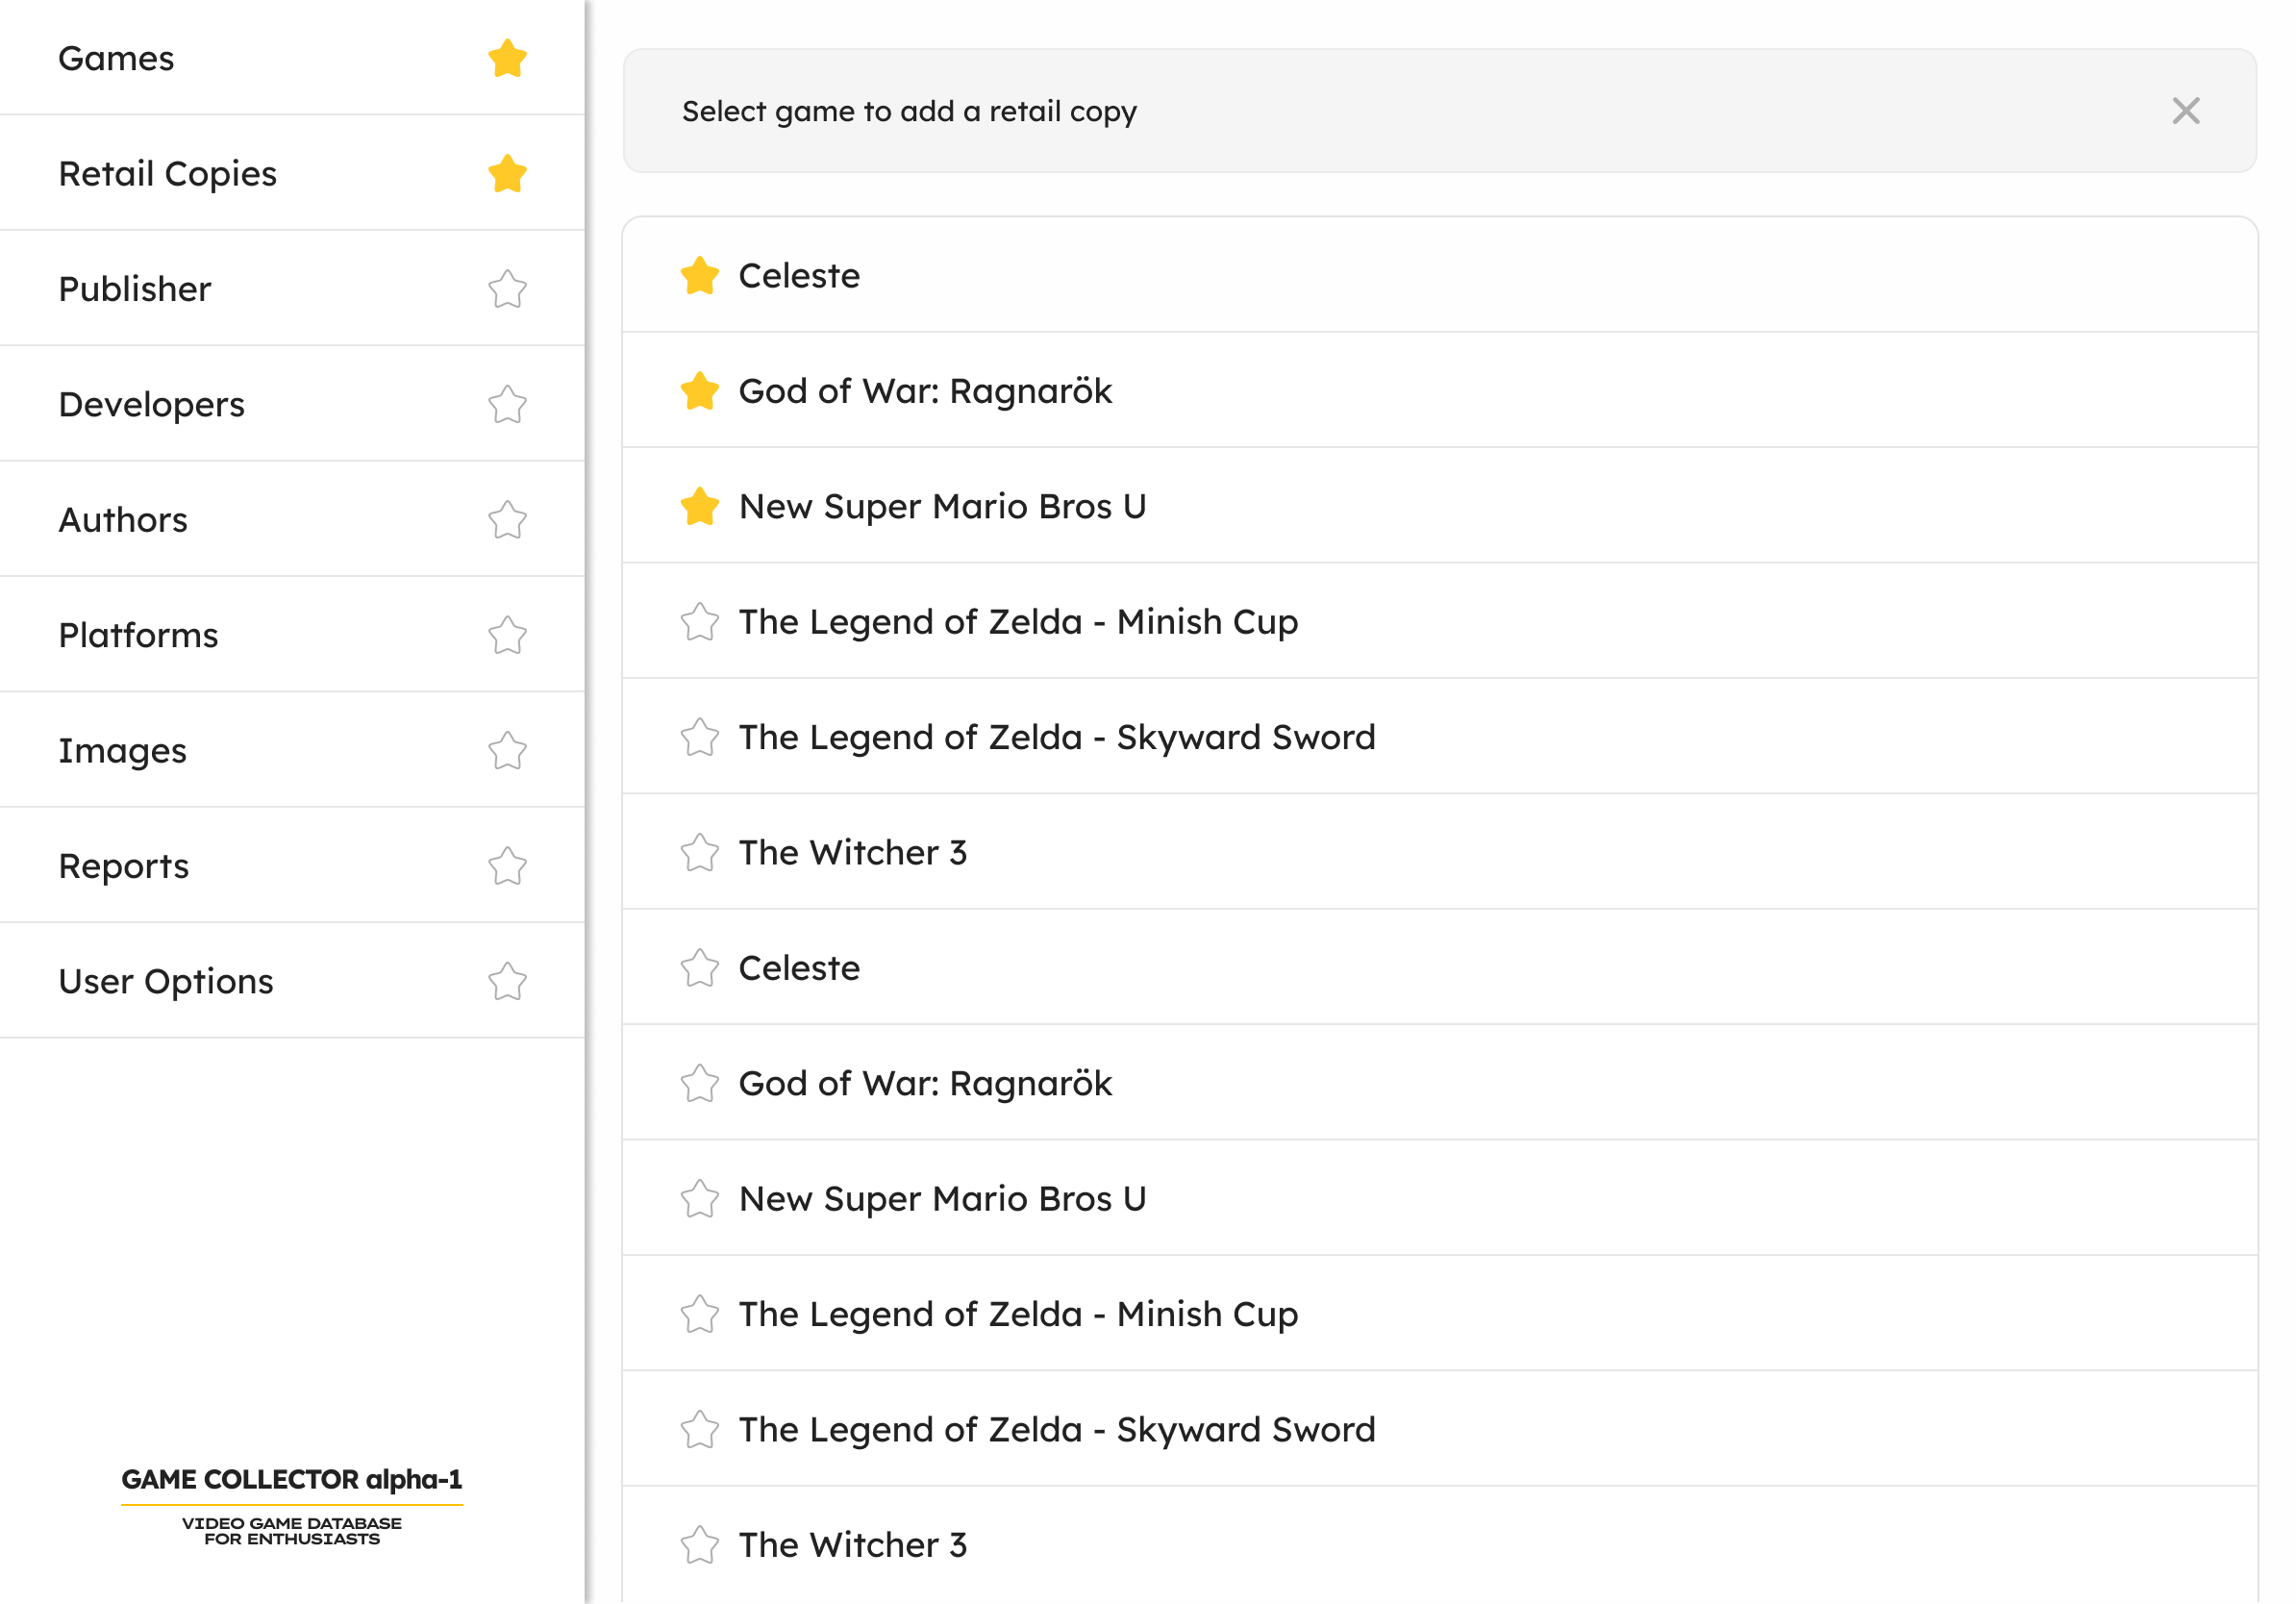 Games
Retail Copies
Publisher
Developers
Authors
Platforms
Images
Reports
User Options
GAME COLLECTOR alpha-1
VIDEO GAME DATABASE
FOR ENTHUSIASTS
Select game to add a retail copy
Celeste
God of War: Ragnarök
New Super Mario Bros U
The Legend of Zelda - Minish Cup
The Legend of Zelda - Skyward Sword
The Witcher 3
Celeste
God of War: Ragnarök
New Super Mario Bros U
The Legend of Zelda - Minish Cup
The Legend of Zelda - Skyward Sword
The Witcher 3